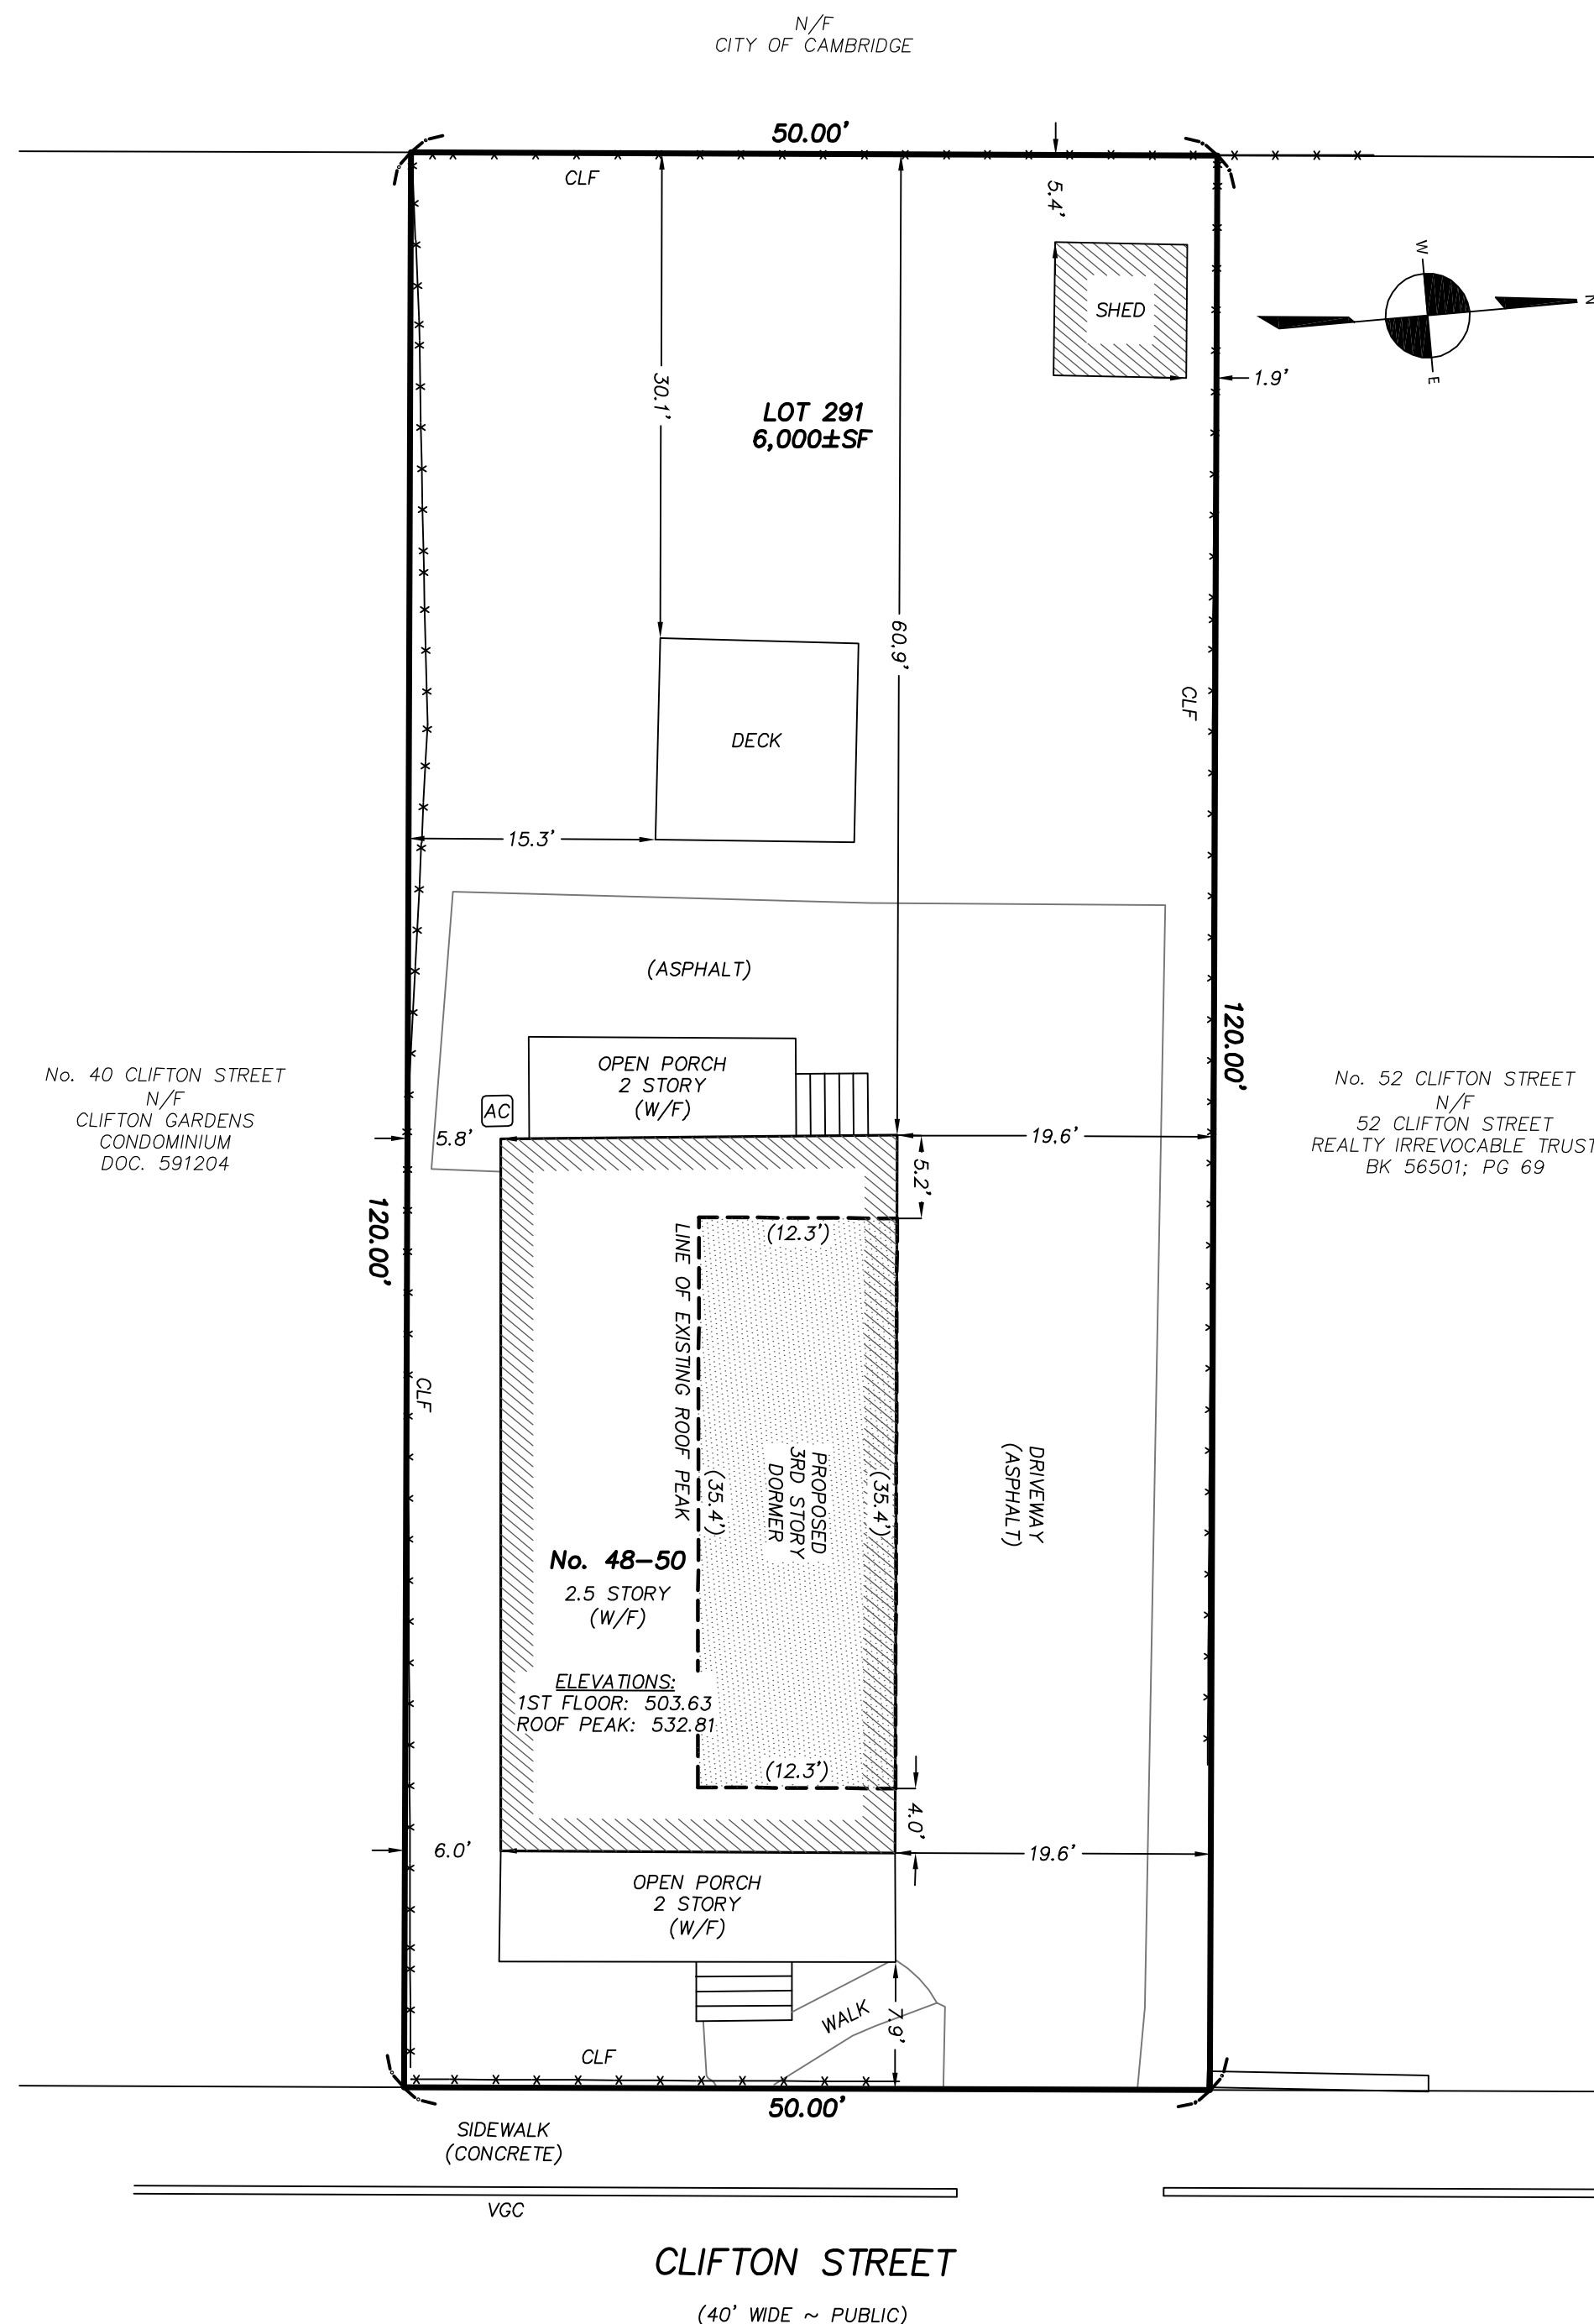 N/F
CITY OF CAMBRIDGE
50.00'
CLF
5.4'
W
N
E
SHED
1.9'
30.1'
LOT 291
6,000±SF
60.9'
CLF
DECK
15.3'
(ASPHALT)
120.00'
OPEN PORCH
2 STORY
(W/F)
AC
No. 40 CLIFTON STREET
N/F
CLIFTON GARDENS
CONDOMINIUM
DOC. 591204
No. 52 CLIFTON STREET
N/F
52 CLIFTON STREET
REALTY IRREVOCABLE TRUST
BK 56501; PG 69
5.8'
19.6'
5.2'
120.00'
(12.3')
LINE OF EXISTING ROOF PEAK
CLF
(35.4')
PROPOSED
3RD STORY
DORMER
(35.4')
DRIVEWAY
(ASPHALT)
No. 48-50
2.5 STORY
(W/F)
ELEVATIONS:
1ST FLOOR: 503.63
ROOF PEAK: 532.81
(12.3')
4.0'
6.0'
19.6'
OPEN PORCH
2 STORY
(W/F)
WALK
7.9'
CLF
50.00'
SIDEWALK
(CONCRETE)
VGC
CLIFTON STREET
(40' WIDE ~ PUBLIC)